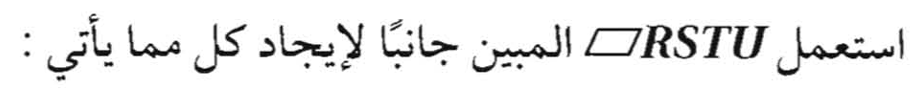 استعمل ▱RSTU المبين جانبًا لإيجاد كل مما يأتي :